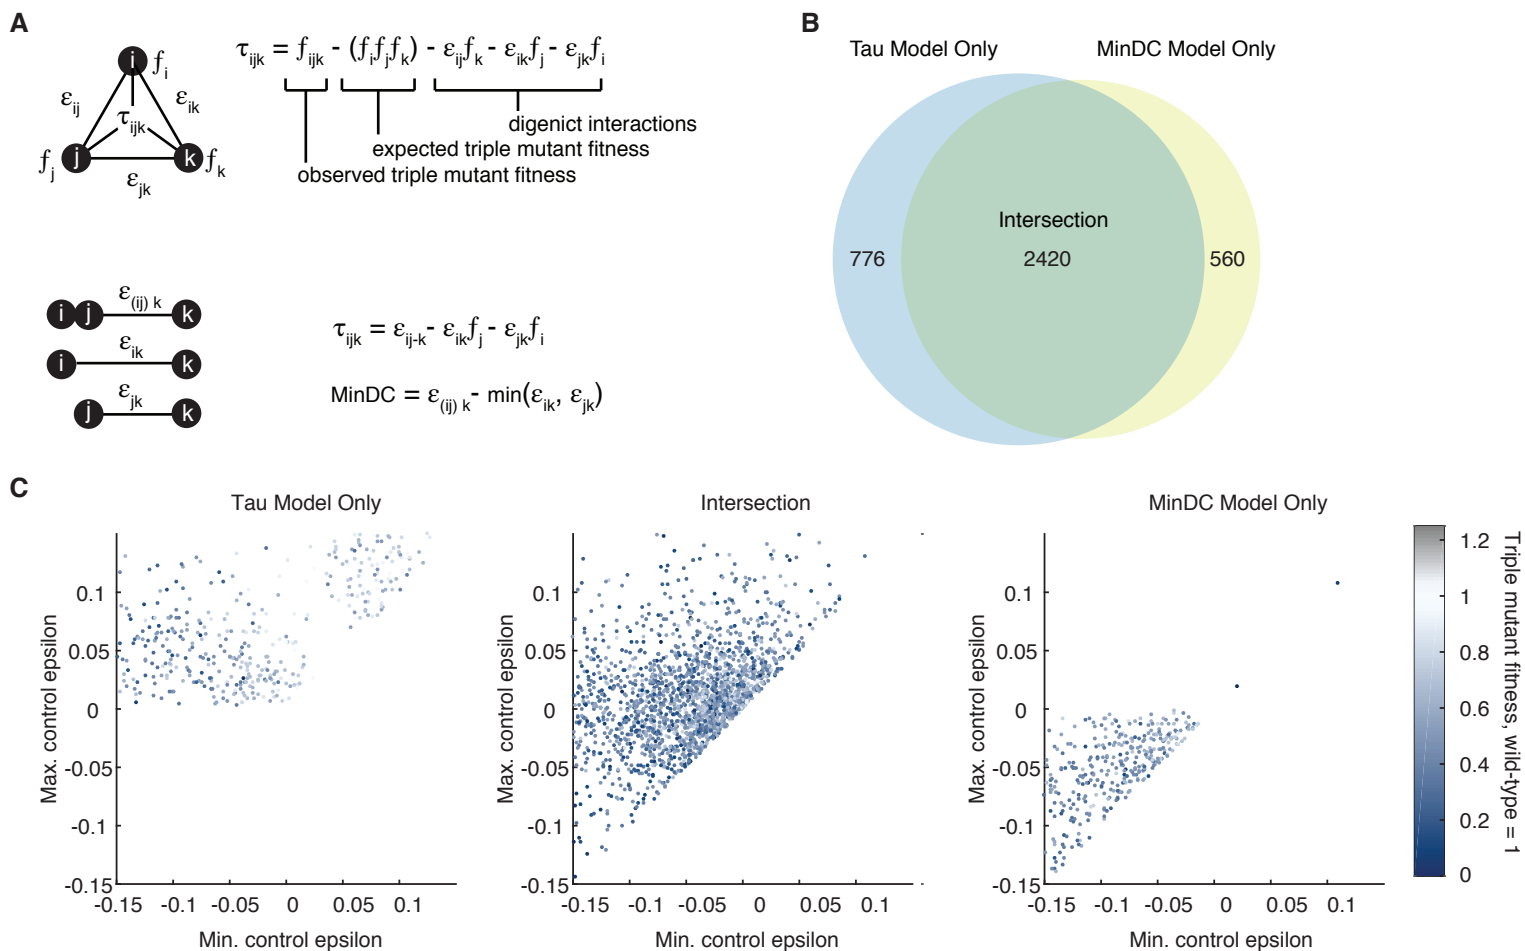 A
i
f_i
ε_ij
ε_ik
τ_ijk
f_j
j
k
f_k
ε_jk
τ_ijk = f_ijk - (f_i f_j f_k) - ε_ij f_k - ε_ik f_j - ε_jk f_i
digenict interactions
expected triple mutant fitness
observed triple mutant fitness
i j ε_(ij) k k
i ε_ik k
j ε_jk k
τ_ijk = ε_ij-k - ε_ik f_j - ε_jk f_i
MinDC = ε_(ij) k - min(ε_ik, ε_jk)
B
Tau Model Only
MinDC Model Only
Intersection
776
2420
560
C
Tau Model Only
Max. control epsilon
0.1
0.05
0
-0.05
-0.1
-0.15
-0.15 -0.1 -0.05 0 0.05 0.1
Min. control epsilon
Intersection
Max. control epsilon
0.1
0.05
0
-0.05
-0.1
-0.15
-0.15 -0.1 -0.05 0 0.05 0.1
Min. control epsilon
MinDC Model Only
Max. control epsilon
0.1
0.05
0
-0.05
-0.1
-0.15
-0.15 -0.1 -0.05 0 0.05 0.1
Min. control epsilon
1.2
1
0.8
0.6
0.4
0.2
0
Triple mutant fitness, wild-type = 1